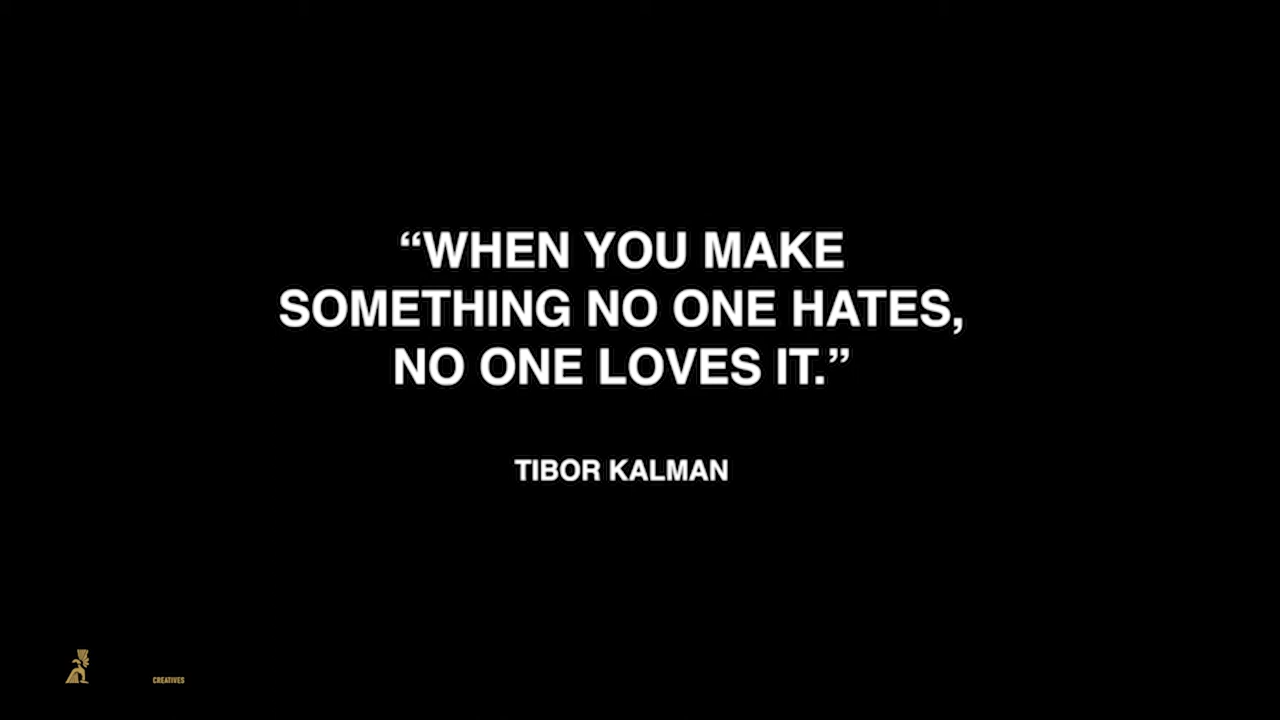 “WHEN YOU MAKE
SOMETHING NO ONE HATES,
NO ONE LOVES IT.”
TIBOR KALMAN
CREATIVES